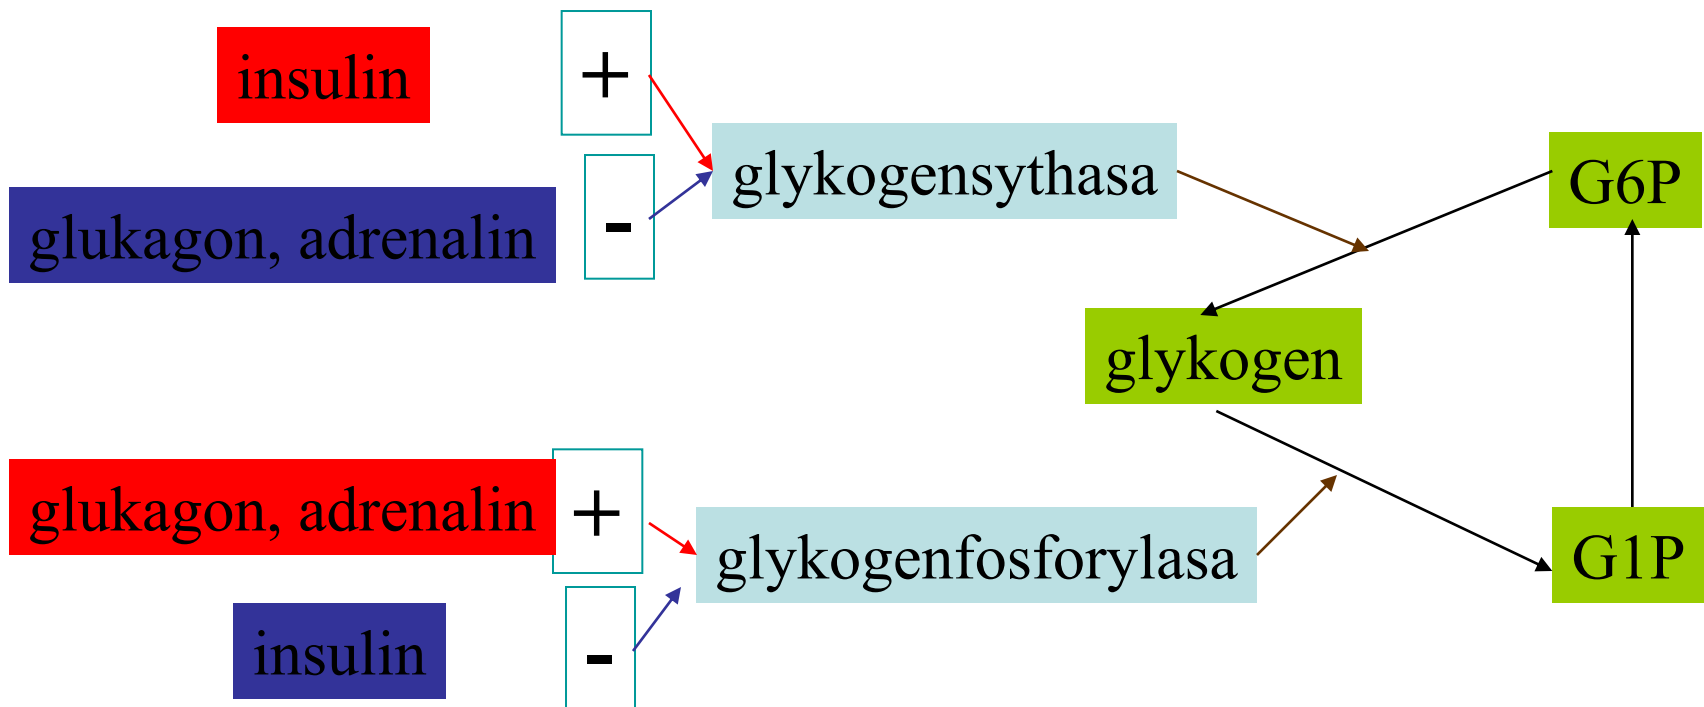 insulin
+
glykogensythasa
G6P
glukagon, adrenalin
-
glykogen
glukagon, adrenalin
+
glykogenfosforylasa
G1P
insulin
-